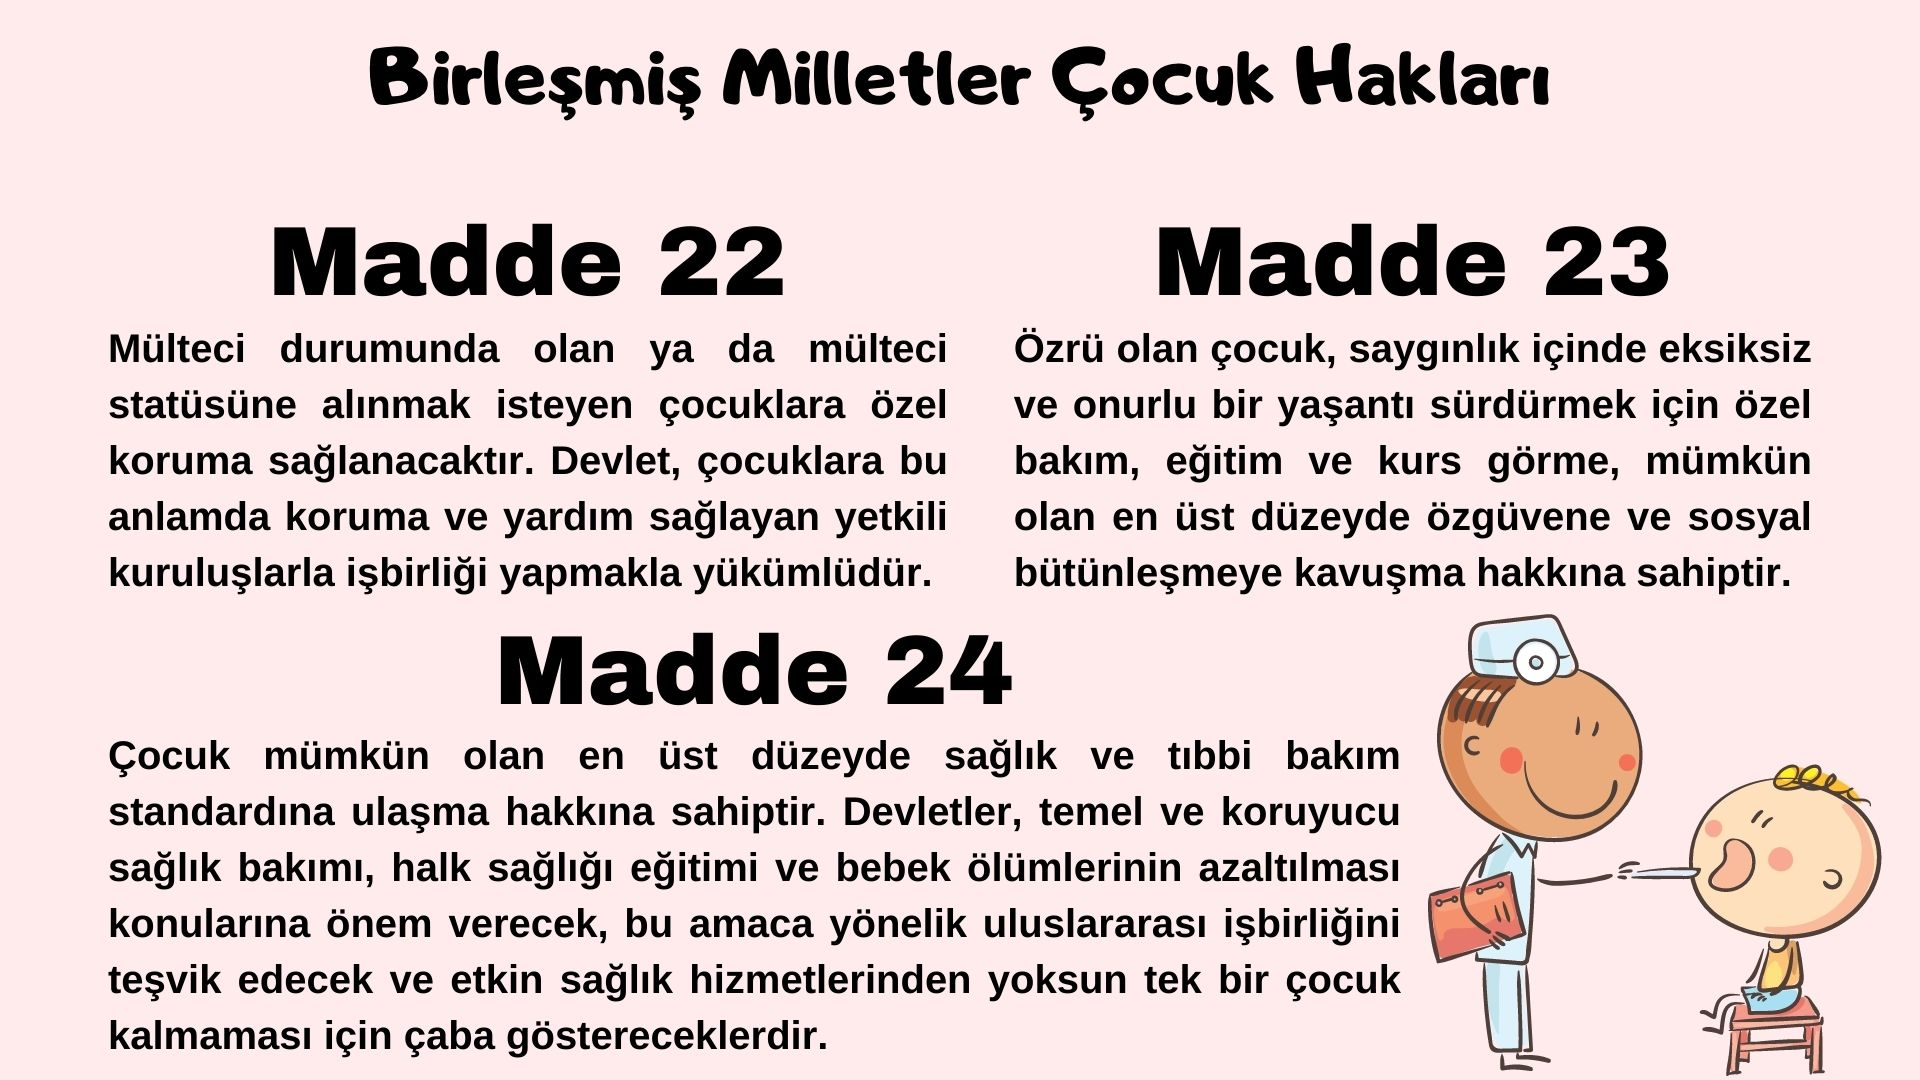 Birleşmiş Milletler Çocuk Hakları
Madde 22
Mülteci durumunda olan ya da mülteci
statüsüne alınmak isteyen çocuklara özel
koruma sağlanacaktır. Devlet, çocuklara bu
anlamda koruma ve yardım sağlayan yetkili
kuruluşlarla işbirliği yapmakla yükümlüdür.
Madde 23
Özrü olan çocuk, saygınlık içinde eksiksiz
ve onurlu bir yaşantı sürdürmek için özel
bakım, eğitim ve kurs görme, mümkün
olan en üst düzeyde özgüvene ve sosyal
bütünleşmeye kavuşma hakkına sahiptir.
Madde 24
Çocuk mümkün olan en üst düzeyde sağlık ve tıbbi bakım
standardına ulaşma hakkına sahiptir. Devletler, temel ve koruyucu
sağlık bakımı, halk sağlığı eğitimi ve bebek ölümlerinin azaltılması
konularına önem verecek, bu amaca yönelik uluslararası işbirliğini
teşvik edecek ve etkin sağlık hizmetlerinden yoksun tek bir çocuk
kalmaması için çaba göstereceklerdir.